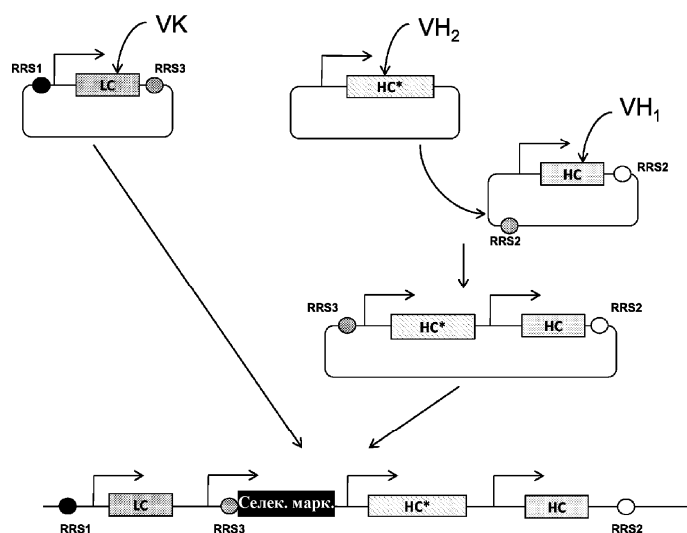 VK
VH2
RRS1
RRS3
LC
HC*
VH1
HC
RRS2
RRS2
RRS3
RRS2
HC*
HC
Селек. марк.
LC
HC*
HC
RRS1
RRS3
RRS2